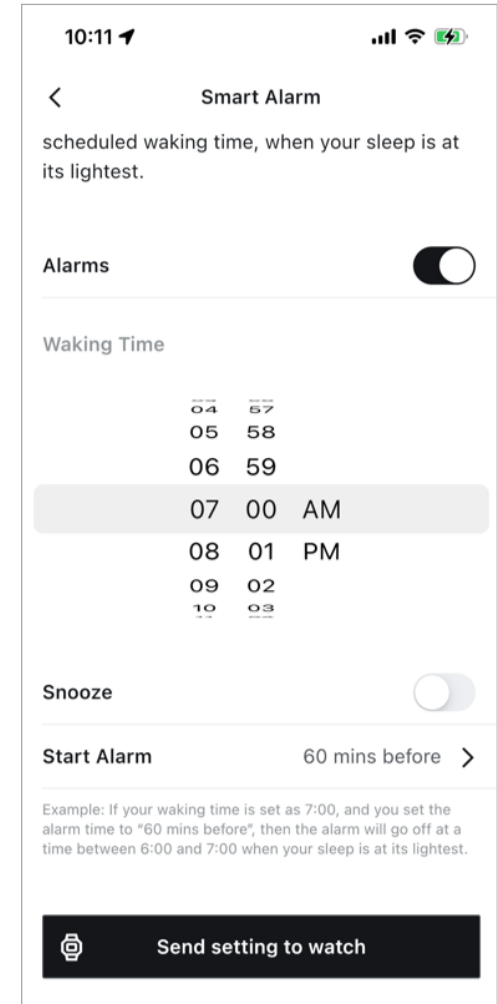 10:11
Smart Alarm
scheduled waking time, when your sleep is at
its lightest.
Alarms
Waking Time
04 57
05 58
06 59
07 00 AM
08 01 PM
09 02
10 03
Snooze
Start Alarm 60 mins before
Example: If your waking time is set as 7:00, and you set the
alarm time to "60 mins before", then the alarm will go off at a
time between 6:00 and 7:00 when your sleep is at its lightest.
Send setting to watch